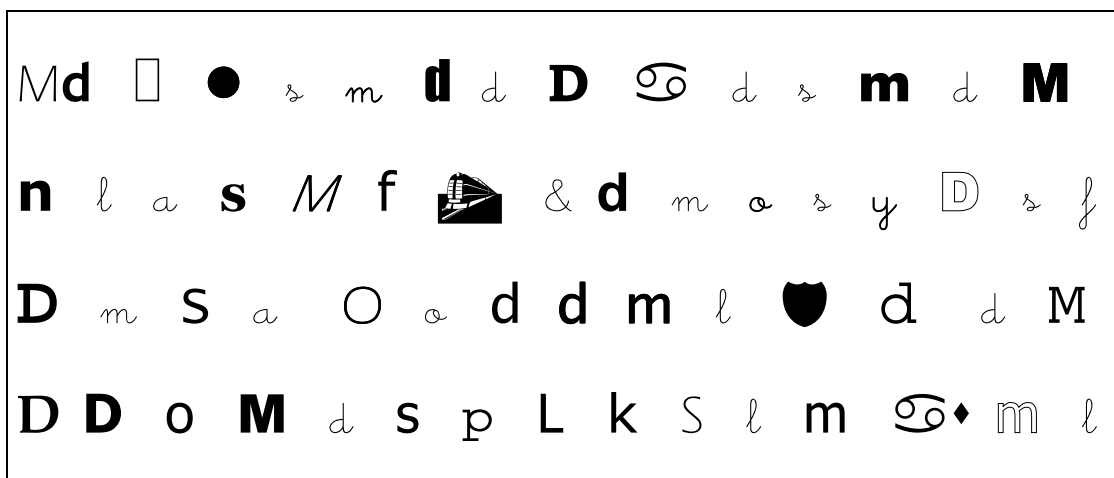 Md ▯ ● s m d d D ♋ d s m d M
n l a s M f & d m o s y D s f
D m s a O o d d m l d d M
D D o M d s p L k S l m ♋ ♦ m l